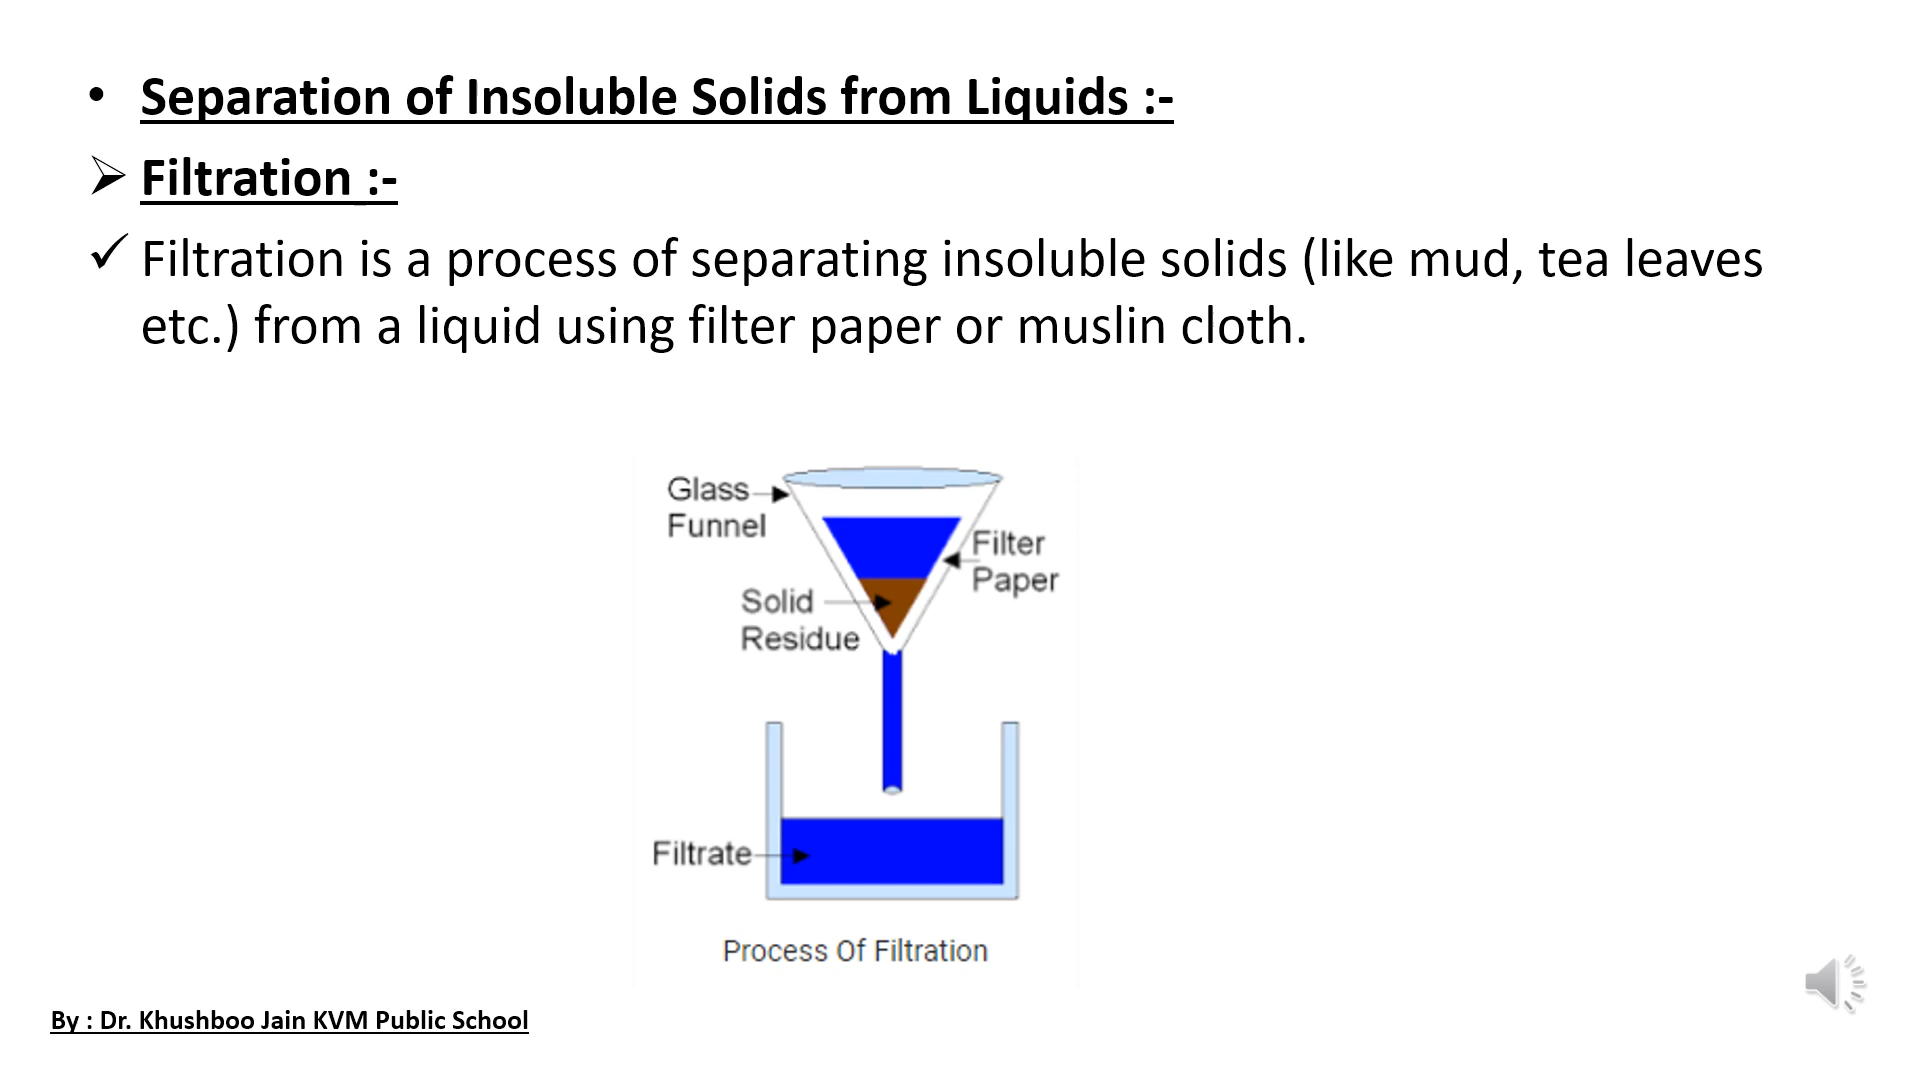 • Separation of Insoluble Solids from Liquids :-
➢ Filtration :-
✓ Filtration is a process of separating insoluble solids (like mud, tea leaves
etc.) from a liquid using filter paper or muslin cloth.
Glass
Funnel
Filter
Paper
Solid
Residue
Filtrate
Process Of Filtration
By : Dr. Khushboo Jain KVM Public School